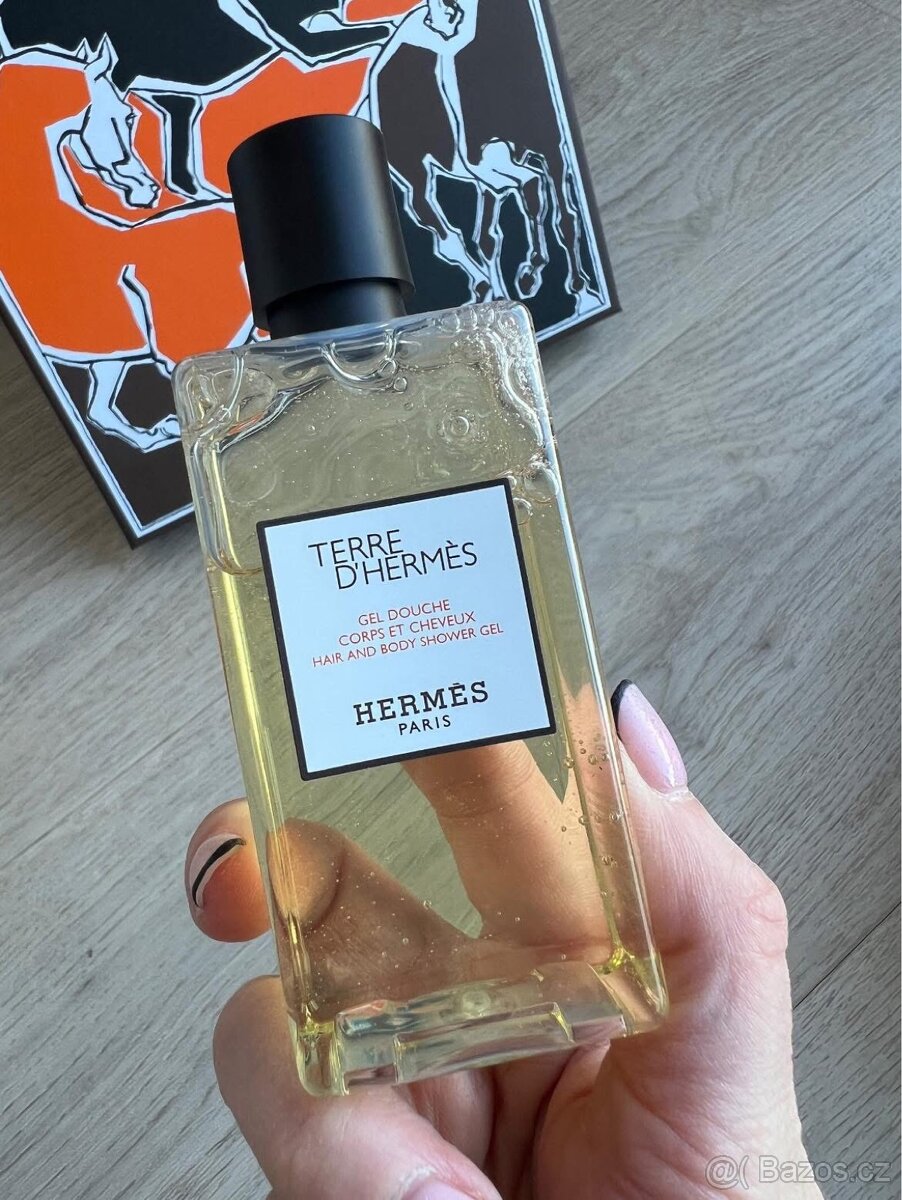 TERRE
D'HERMÈS
GEL DOUCHE
CORPS ET CHEVEUX
HAIR AND BODY SHOWER GEL
HERMÈS
PARIS
@( Bazos.cz